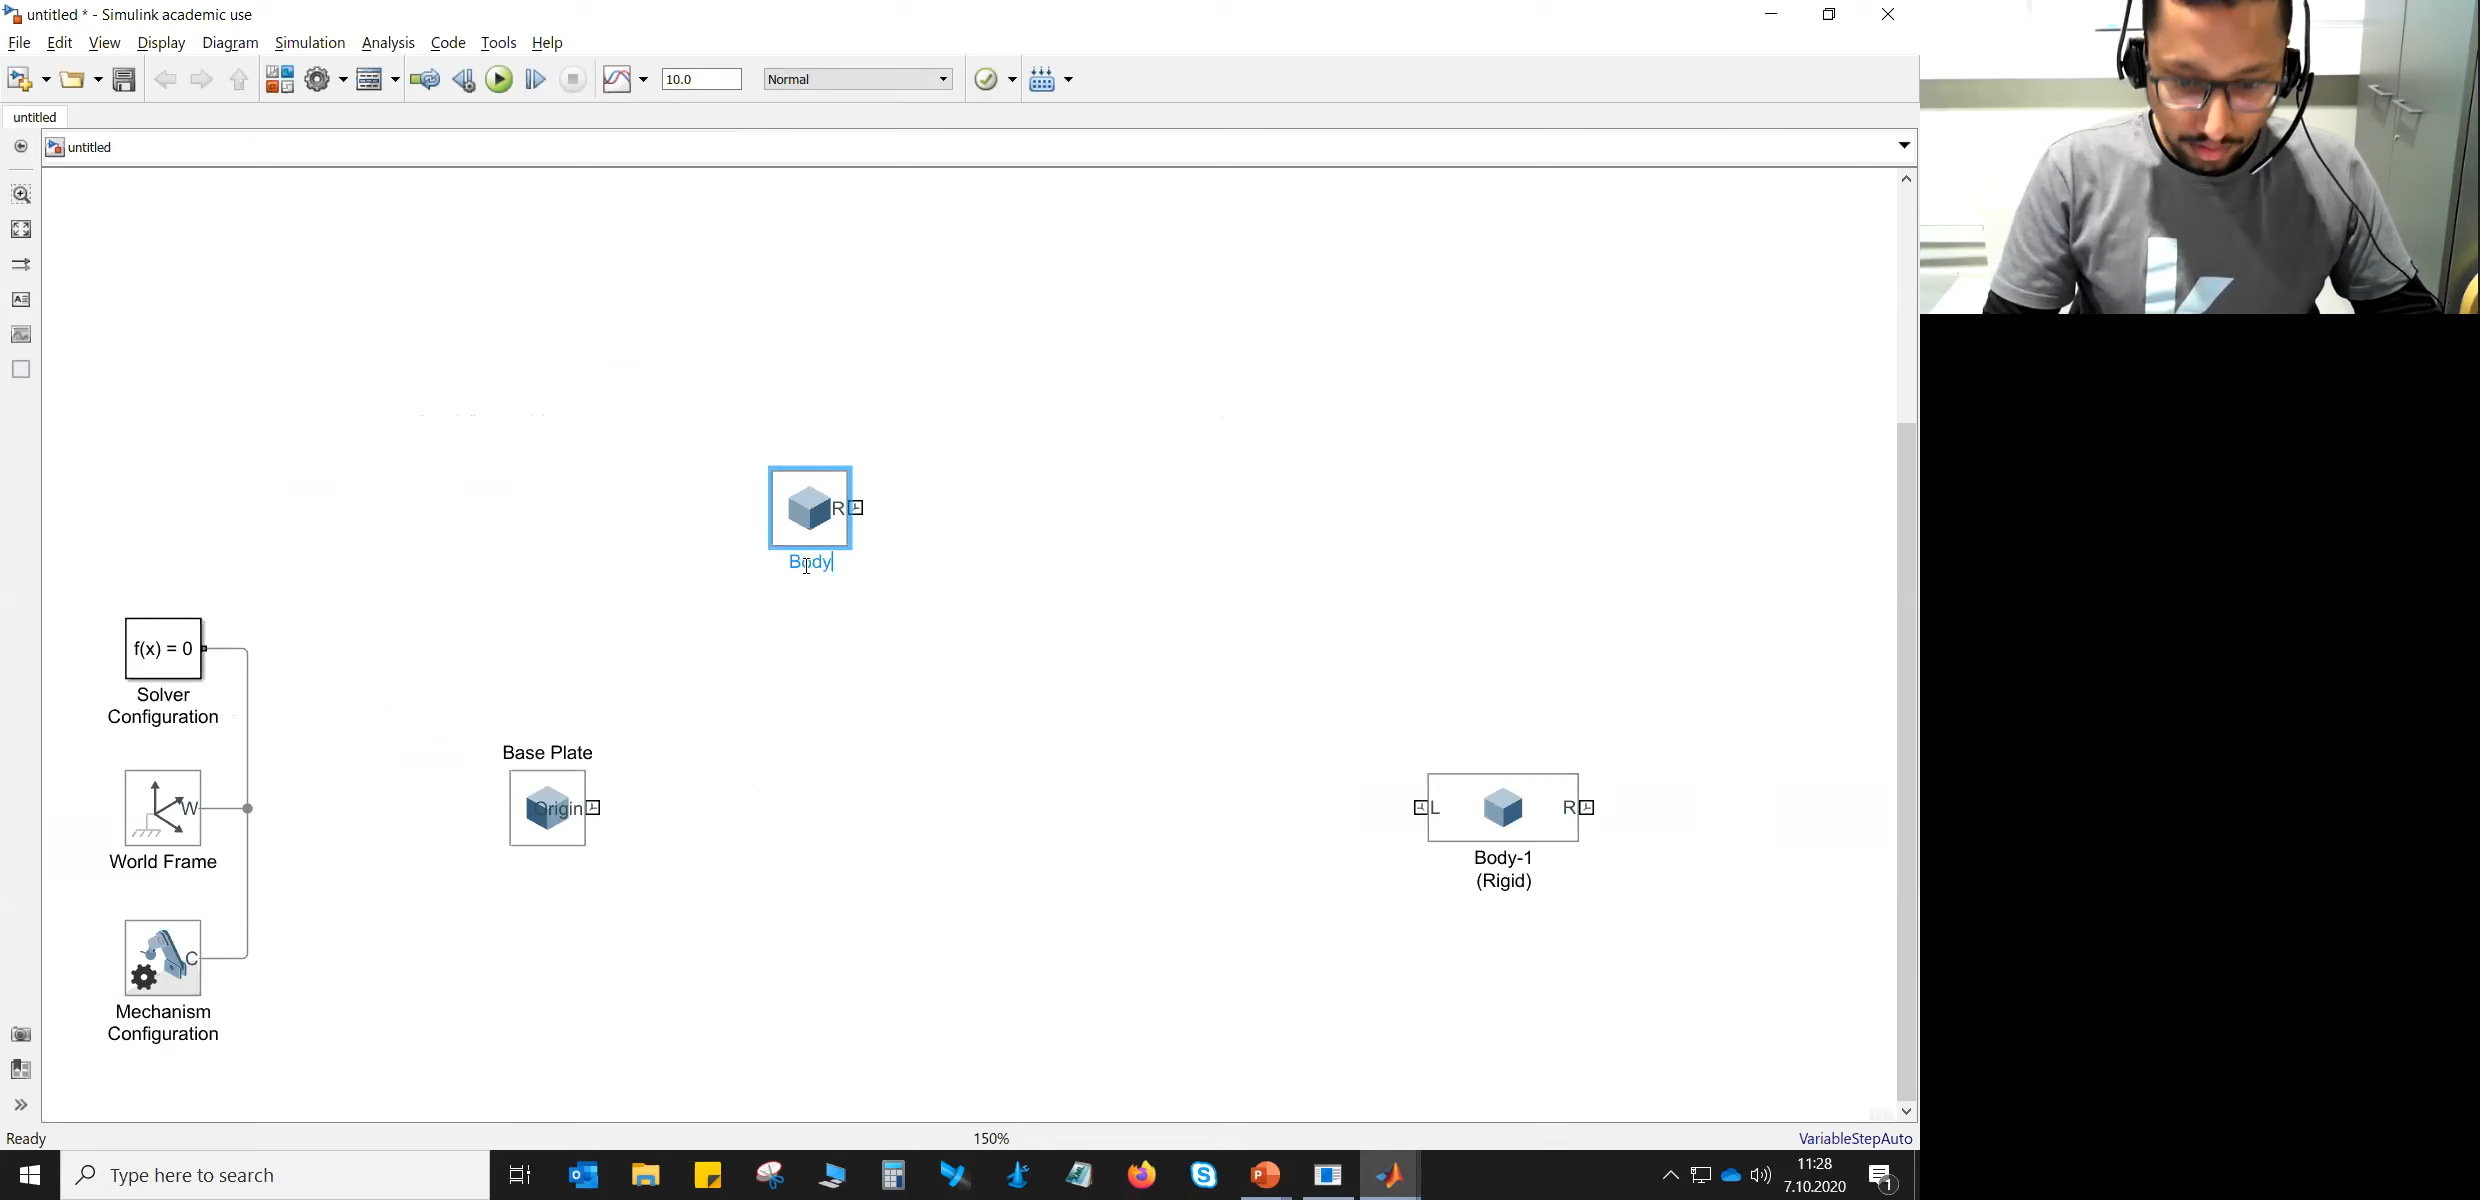 untitled * - Simulink academic use
File Edit View Display Diagram Simulation Analysis Code Tools Help
10.0 Normal
untitled
untitled
R
Body
f(x) = 0
Solver
Configuration
Base Plate
W
Origin
L R
World Frame
Body-1
(Rigid)
C
Mechanism
Configuration
Ready 150% VariableStepAuto
Type here to search
11:28
7.10.2020
1